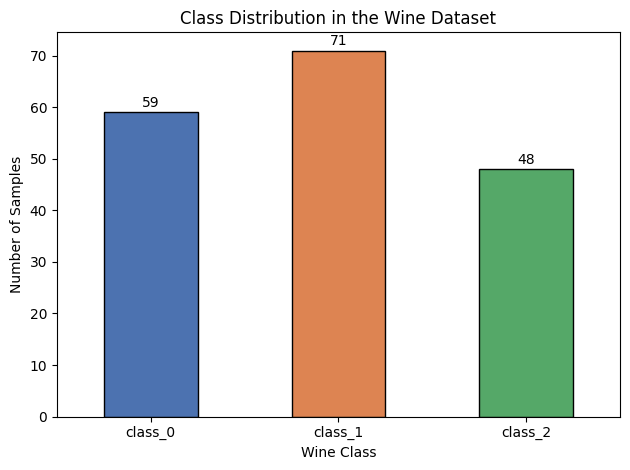 Class Distribution in the Wine Dataset
Number of Samples
70
60
50
40
30
20
10
0
59
71
48
class_0
class_1
class_2
Wine Class